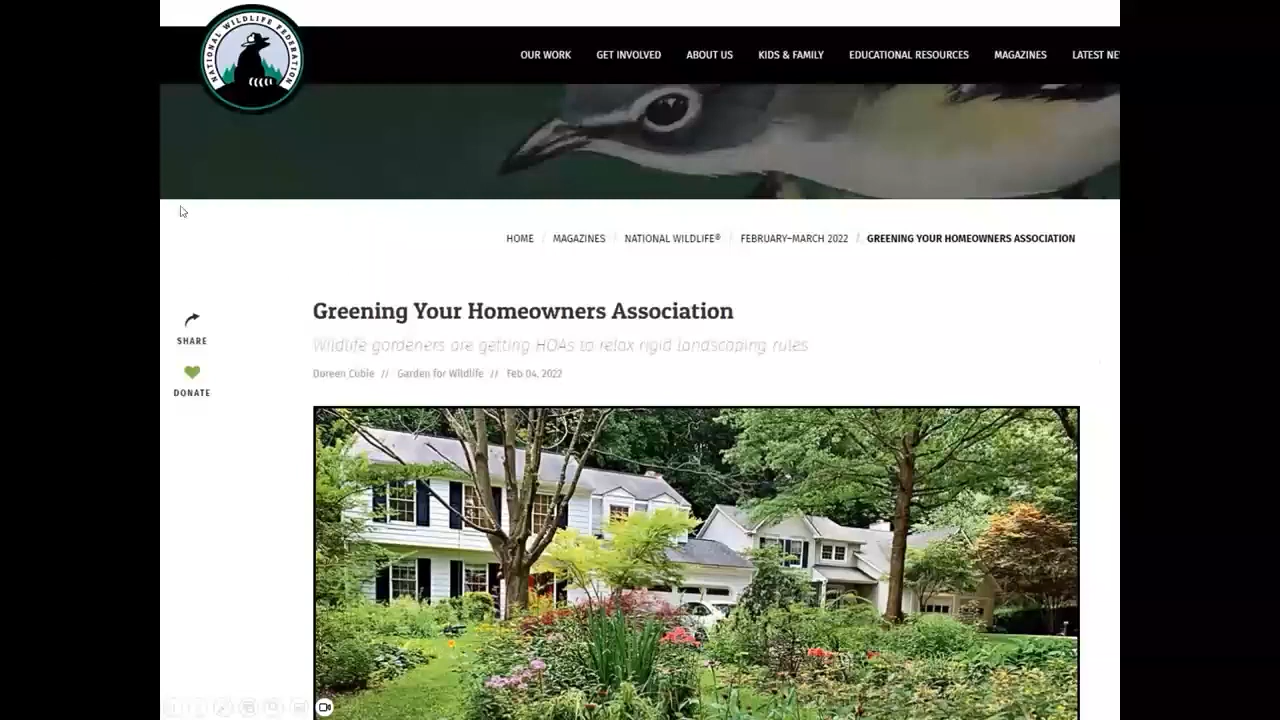 NATIONAL WILDLIFE FEDERATION
OUR WORK GET INVOLVED ABOUT US KIDS & FAMILY EDUCATIONAL RESOURCES MAGAZINES LATEST NE
HOME / MAGAZINES / NATIONAL WILDLIFE® / FEBRUARY–MARCH 2022 / GREENING YOUR HOMEOWNERS ASSOCIATION
Greening Your Homeowners Association
Wildlife gardeners are getting HOAs to relax rigid landscaping rules
Doreen Cubie // Garden for Wildlife // Feb 04, 2022
SHARE
DONATE